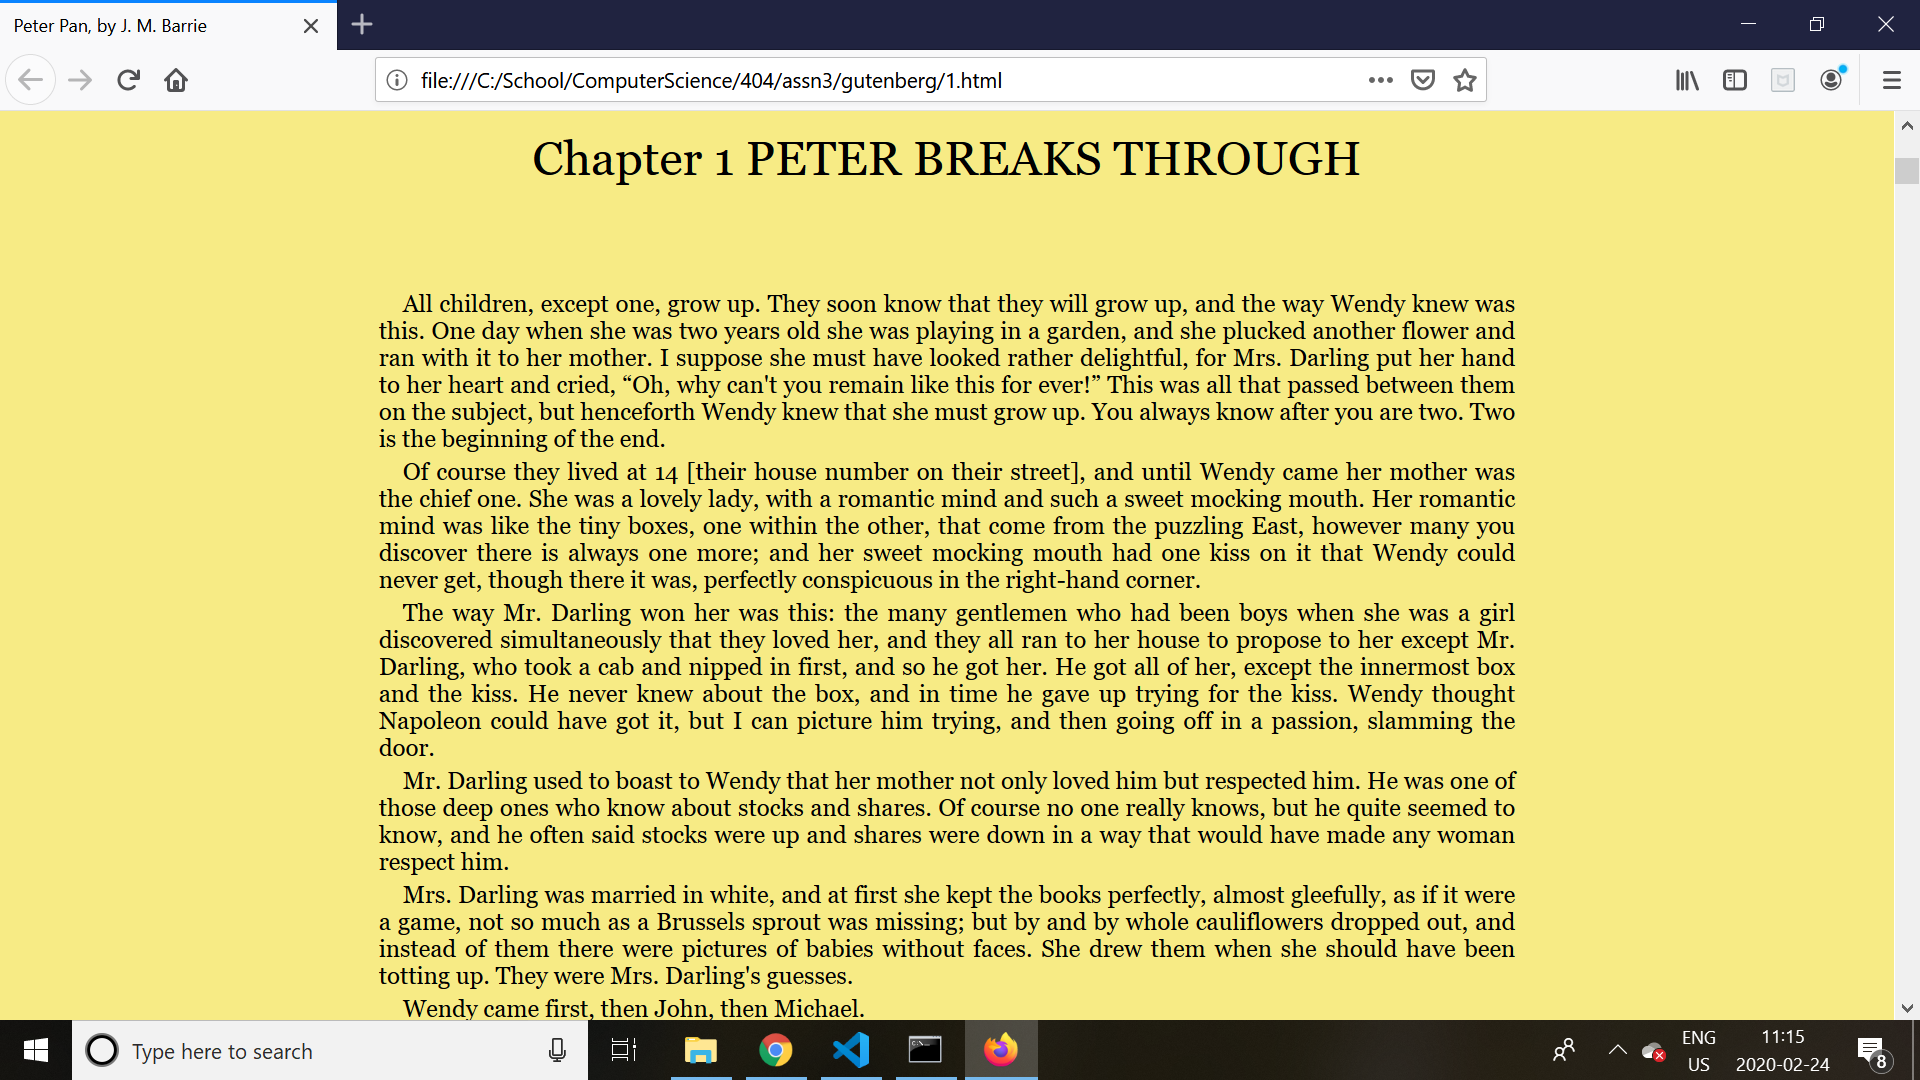 Peter Pan, by J. M. Barrie
file:///C:/School/ComputerScience/404/assn3/gutenberg/1.html
Chapter 1 PETER BREAKS THROUGH
All children, except one, grow up. They soon know that they will grow up, and the way Wendy knew was
this. One day when she was two years old she was playing in a garden, and she plucked another flower and
ran with it to her mother. I suppose she must have looked rather delightful, for Mrs. Darling put her hand
to her heart and cried, “Oh, why can't you remain like this for ever!” This was all that passed between them
on the subject, but henceforth Wendy knew that she must grow up. You always know after you are two. Two
is the beginning of the end.
Of course they lived at 14 [their house number on their street], and until Wendy came her mother was
the chief one. She was a lovely lady, with a romantic mind and such a sweet mocking mouth. Her romantic
mind was like the tiny boxes, one within the other, that come from the puzzling East, however many you
discover there is always one more; and her sweet mocking mouth had one kiss on it that Wendy could
never get, though there it was, perfectly conspicuous in the right-hand corner.
The way Mr. Darling won her was this: the many gentlemen who had been boys when she was a girl
discovered simultaneously that they loved her, and they all ran to her house to propose to her except Mr.
Darling, who took a cab and nipped in first, and so he got her. He got all of her, except the innermost box
and the kiss. He never knew about the box, and in time he gave up trying for the kiss. Wendy thought
Napoleon could have got it, but I can picture him trying, and then going off in a passion, slamming the
door.
Mr. Darling used to boast to Wendy that her mother not only loved him but respected him. He was one of
those deep ones who know about stocks and shares. Of course no one really knows, but he quite seemed to
know, and he often said stocks were up and shares were down in a way that would have made any woman
respect him.
Mrs. Darling was married in white, and at first she kept the books perfectly, almost gleefully, as if it were
a game, not so much as a Brussels sprout was missing; but by and by whole cauliflowers dropped out, and
instead of them there were pictures of babies without faces. She drew them when she should have been
totting up. They were Mrs. Darling's guesses.
Wendy came first, then John, then Michael.
Type here to search
ENG
US
11:15
2020-02-24
8